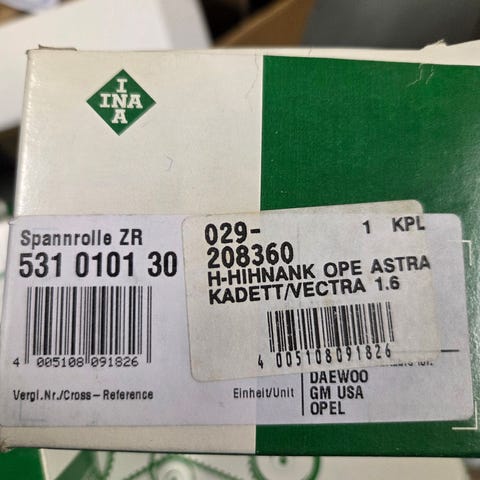 INA
INA
Spannrolle ZR
531 0101 30
4 005108 091826
Vergl.Nr./Cross-Reference
029-
208360
1 KPL
H-HIHNANK OPE ASTRA
KADETT/VECTRA 1.6
4 005108 091826
Einheit/Unit
DAEWOO
GM USA
OPEL